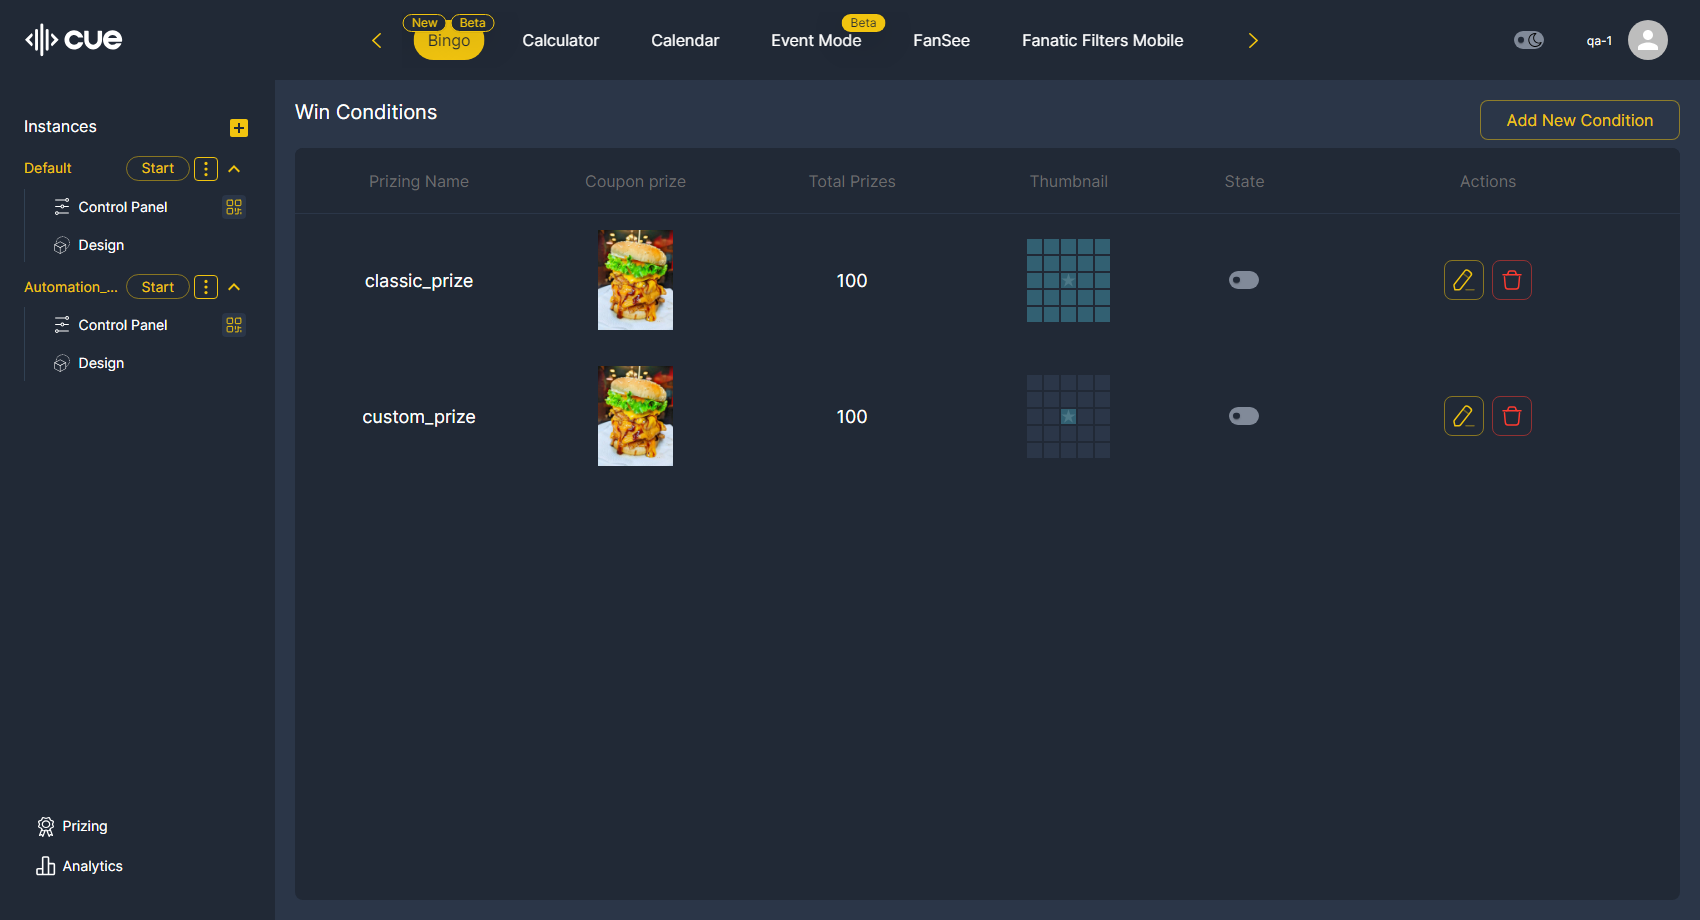 cue
New Beta Beta
Bingo Calculator Calendar Event Mode FanSee Fanatic Filters Mobile
qa-1
Instances
Default Start
Control Panel
Design
Automation_... Start
Control Panel
Design
Prizing
Analytics
Win Conditions
Add New Condition
Prizing Name Coupon prize Total Prizes Thumbnail State Actions
classic_prize 100
custom_prize 100